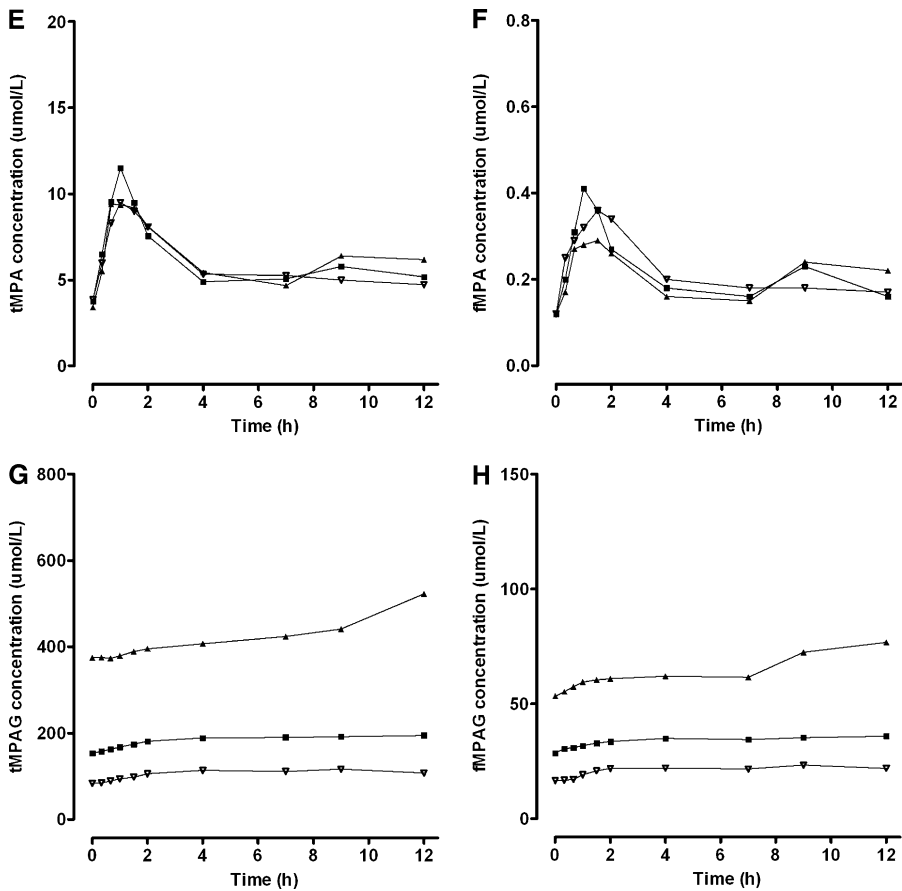 E
tMPA concentration (umol/L)
20
15
10
5
0
0 2 4 6 8 10 12
Time (h)
F
fMPA concentration (umol/L)
0.8
0.6
0.4
0.2
0.0
0 2 4 6 8 10 12
Time (h)
G
tMPAG concentration (umol/L)
800
600
400
200
0
0 2 4 6 8 10 12
Time (h)
H
fMPAG concentration (umol/L)
150
100
50
0
0 2 4 6 8 10 12
Time (h)